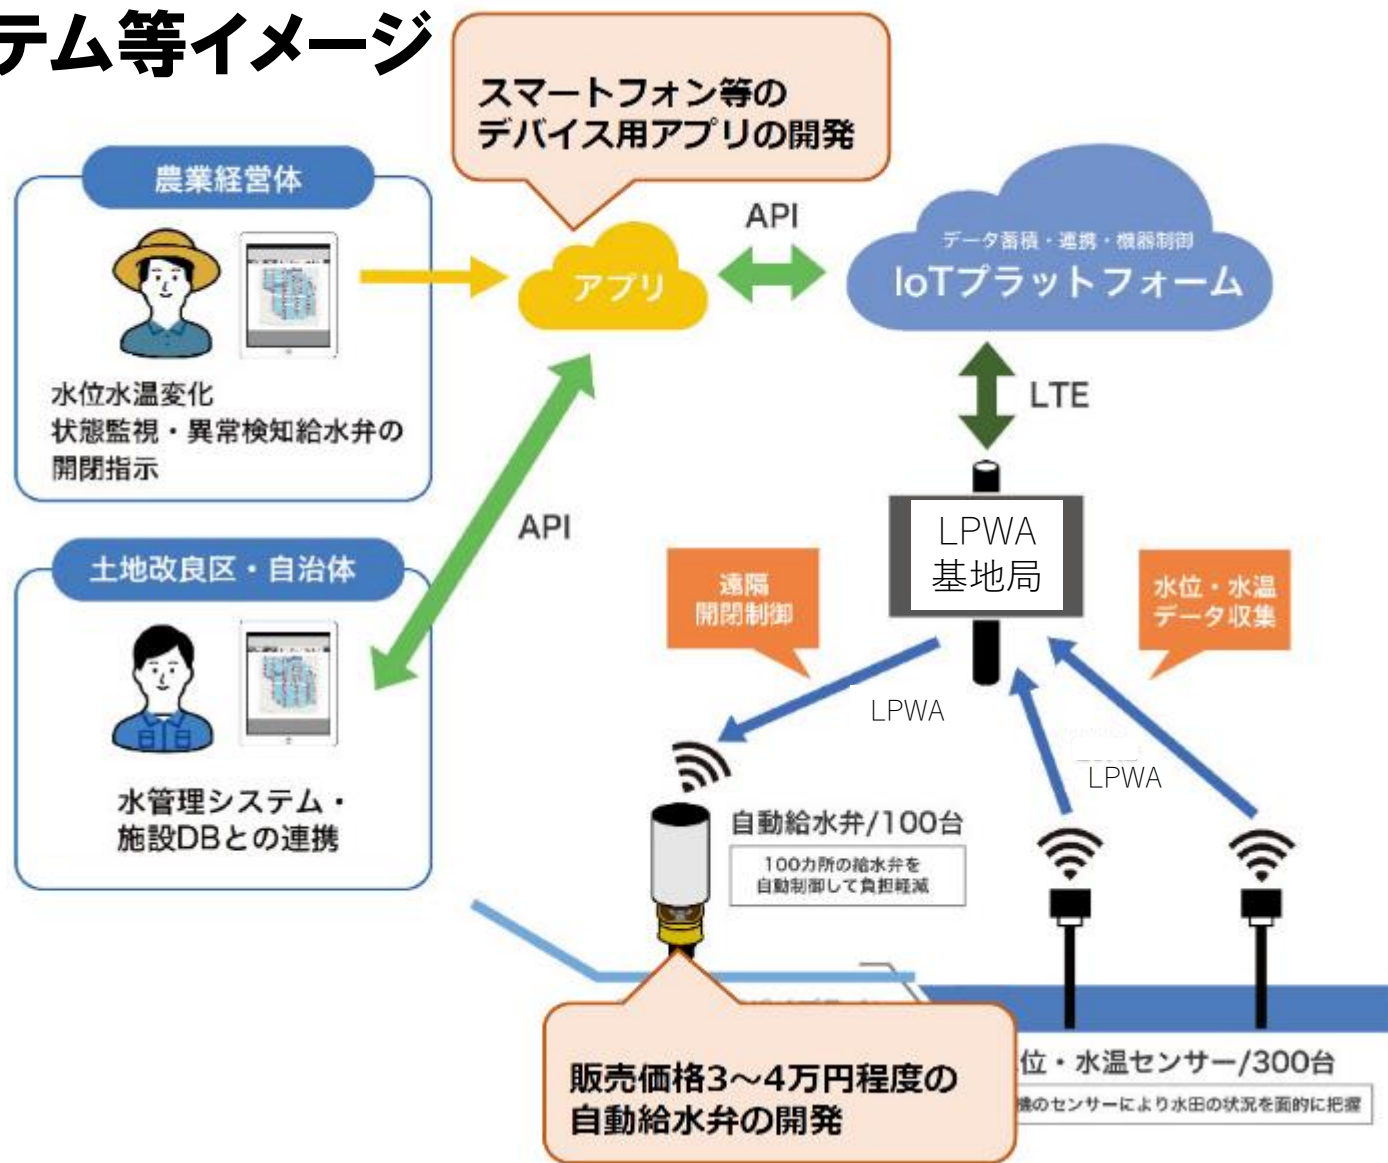 テム等イメージ
スマートフォン等の
デバイス用アプリの開発
農業経営体
水位水温変化
状態監視・異常検知給水弁の
開閉指示
アプリ
API
データ蓄積・連携・機器制御
IoTプラットフォーム
LTE
API
土地改良区・自治体
水管理システム・
施設DBとの連携
LPWA
基地局
遠隔
開閉制御
水位・水温
データ収集
LPWA
LPWA
自動給水弁/100台
100カ所の給水弁を
自動制御して負担軽減
販売価格3～4万円程度の
自動給水弁の開発
位・水温センサー/300台
機のセンサーにより水田の状況を面的に把握